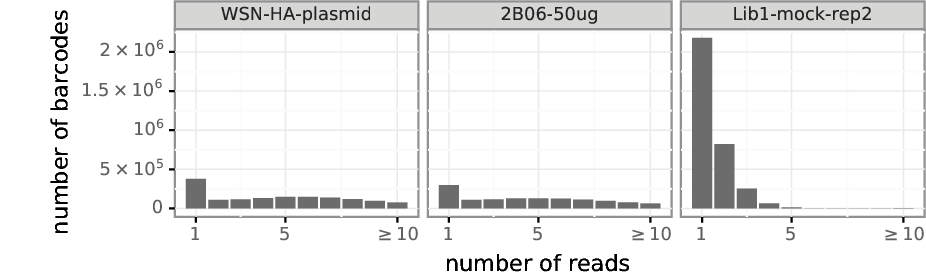 WSN-HA-plasmid 2B06-50ug Lib1-mock-rep2
number of barcodes
2 × 10⁶
1.5 × 10⁶
10⁶
5 × 10⁵
0
1 5 ≥ 10 1 5 ≥ 10 1 5 ≥ 10
number of reads